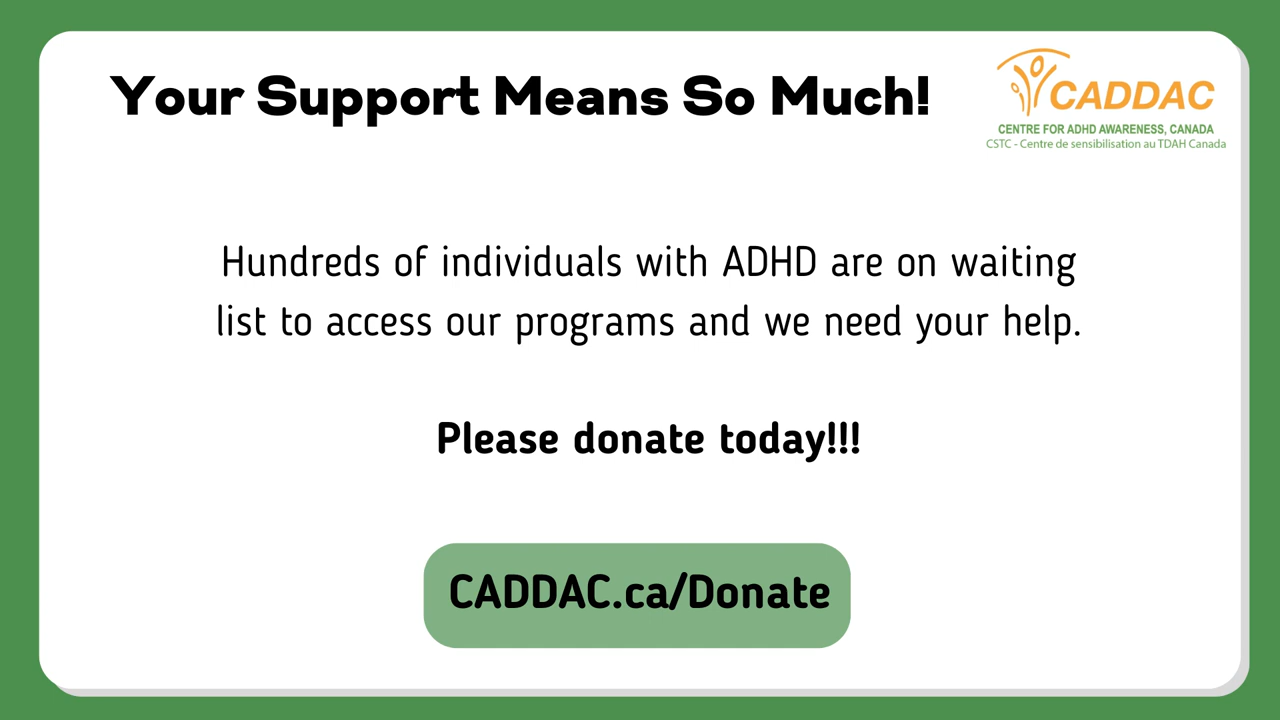 Your Support Means So Much!
CADDAC
CENTRE FOR ADHD AWARENESS, CANADA
CSTC - Centre de sensibilisation au TDAH Canada
Hundreds of individuals with ADHD are on waiting
list to access our programs and we need your help.
Please donate today!!!
CADDAC.ca/Donate